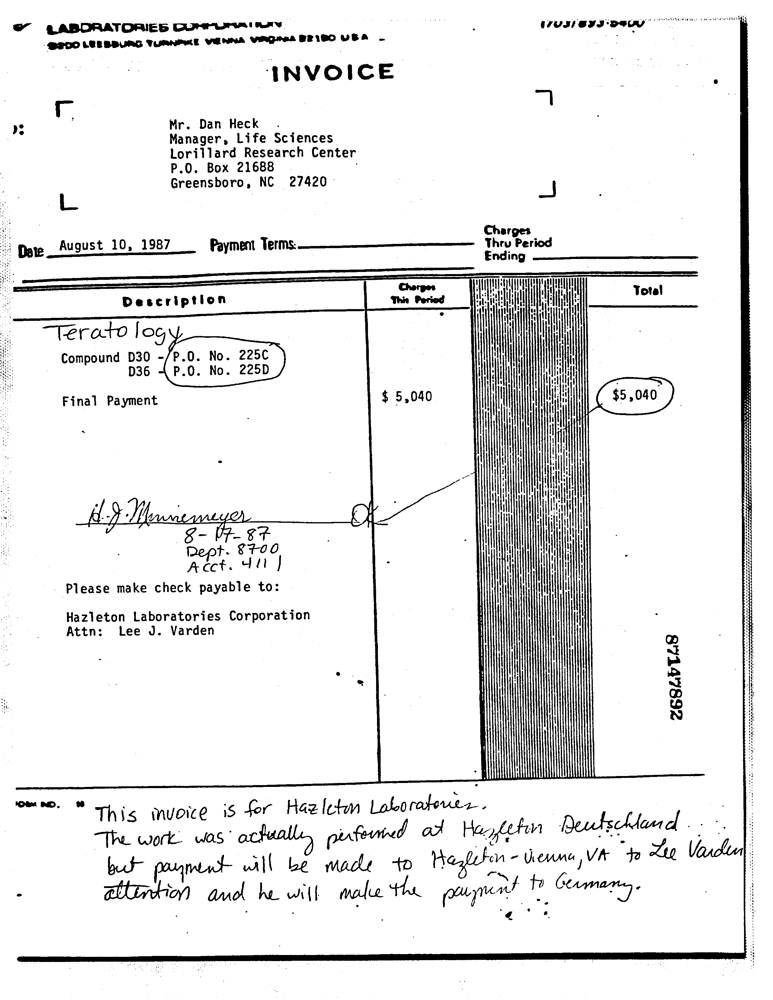 LABORATORIES CORPORATION
9200 LEESBURG TURNPIKE VIENNA VIRGINIA 22180 USA
(703) 893-5400
INVOICE
Mr. Dan Heck
Manager, Life Sciences
Lorillard Research Center
P.O. Box 21688
Greensboro, NC 27420
Date August 10, 1987 Payment Terms: Charges Thru Period Ending
Description Charges This Period Total
Teratology
Compound D30 - P.O. No. 225C
D36 - P.O. No. 225D
Final Payment $ 5,040 $5,040
H.J. Minnemeyer OK
8-17-87
Dept. 8700
Acct. 4111
Please make check payable to:
Hazleton Laboratories Corporation
Attn: Lee J. Varden
87147892
This invoice is for Hazleton Laboratories.
The work was actually performed at Hazleton Deutschland
but payment will be made to Hazleton-Vienna, VA to Lee Varden
attention and he will make the payment to Germany.